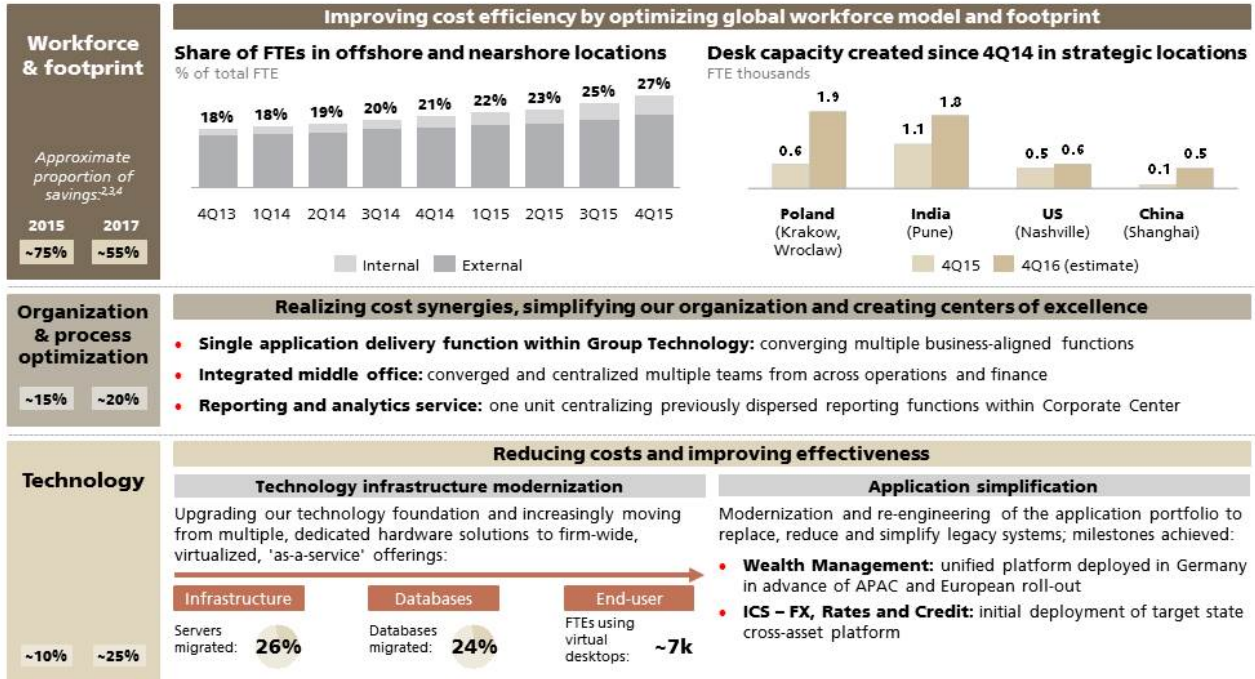 Workforce
& footprint
Approximate
proportion of
savings:2,3,4
2015 2017
~75% ~55%
Improving cost efficiency by optimizing global workforce model and footprint
Share of FTEs in offshore and nearshore locations
% of total FTE
18% 18% 19% 20% 21% 22% 23% 25% 27%
4Q13 1Q14 2Q14 3Q14 4Q14 1Q15 2Q15 3Q15 4Q15
Internal External
Desk capacity created since 4Q14 in strategic locations
FTE thousands
0.6 1.9 1.1 1.8 0.5 0.6 0.1 0.5
Poland India US China
(Krakow, (Pune) (Nashville) (Shanghai)
Wroclaw)
4Q15 4Q16 (estimate)
Organization
& process
optimization
~15% ~20%
Realizing cost synergies, simplifying our organization and creating centers of excellence
• Single application delivery function within Group Technology: converging multiple business-aligned functions
• Integrated middle office: converged and centralized multiple teams from across operations and finance
• Reporting and analytics service: one unit centralizing previously dispersed reporting functions within Corporate Center
Technology
~10% ~25%
Reducing costs and improving effectiveness
Technology infrastructure modernization
Upgrading our technology foundation and increasingly moving
from multiple, dedicated hardware solutions to firm-wide,
virtualized, 'as-a-service' offerings:
Infrastructure Databases End-user
Servers
migrated: 26%
Databases
migrated: 24%
FTEs using
virtual
desktops: ~7k
Application simplification
Modernization and re-engineering of the application portfolio to
replace, reduce and simplify legacy systems; milestones achieved:
• Wealth Management: unified platform deployed in Germany
in advance of APAC and European roll-out
• ICS – FX, Rates and Credit: initial deployment of target state
cross-asset platform